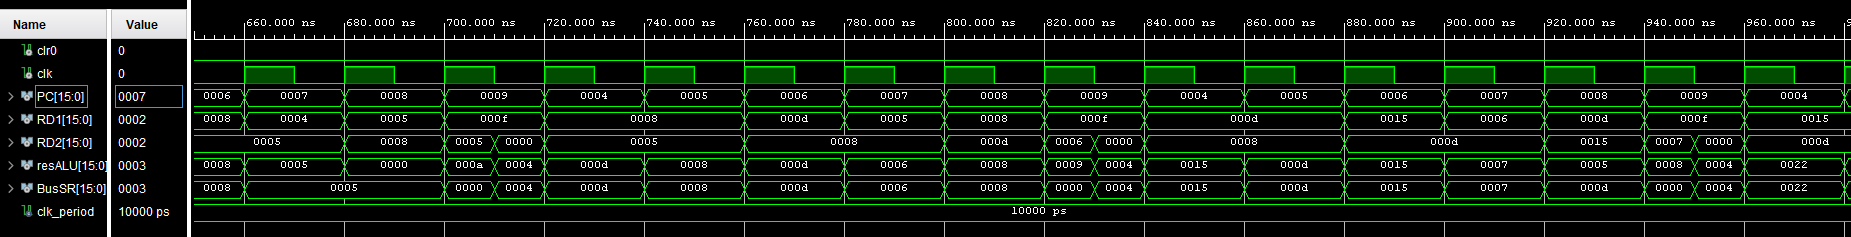 Name Value 660.000 ns 680.000 ns 700.000 ns 720.000 ns 740.000 ns 760.000 ns 780.000 ns 800.000 ns 820.000 ns 840.000 ns 860.000 ns 880.000 ns 900.000 ns 920.000 ns 940.000 ns 960.000 ns
clr0 0
clk 0
PC[15:0] 0007 0006 0007 0008 0009 0004 0005 0006 0007 0008 0009 0004 0005 0006 0007 0008 0009 0004
RD1[15:0] 0002 0008 0004 0005 000f 0008 000d 0005 0008 000f 000d 0015 0006 000d 000f 0015
RD2[15:0] 0002 0005 0008 0005 0000 0005 0008 000d 0006 0000 0008 000d 0015 0007 0000 000d
resALU[15:0] 0003 0008 0005 0000 000a 0004 000d 0008 000d 0006 0008 0009 0004 0015 000d 0015 0007 0005 0008 0004 0022
BusSR[15:0] 0003 0008 0005 0000 0004 000d 0008 000d 0006 0008 0000 0004 0015 000d 0015 0007 000d 0000 0004 0022
clk_period 10000 ps 10000 ps